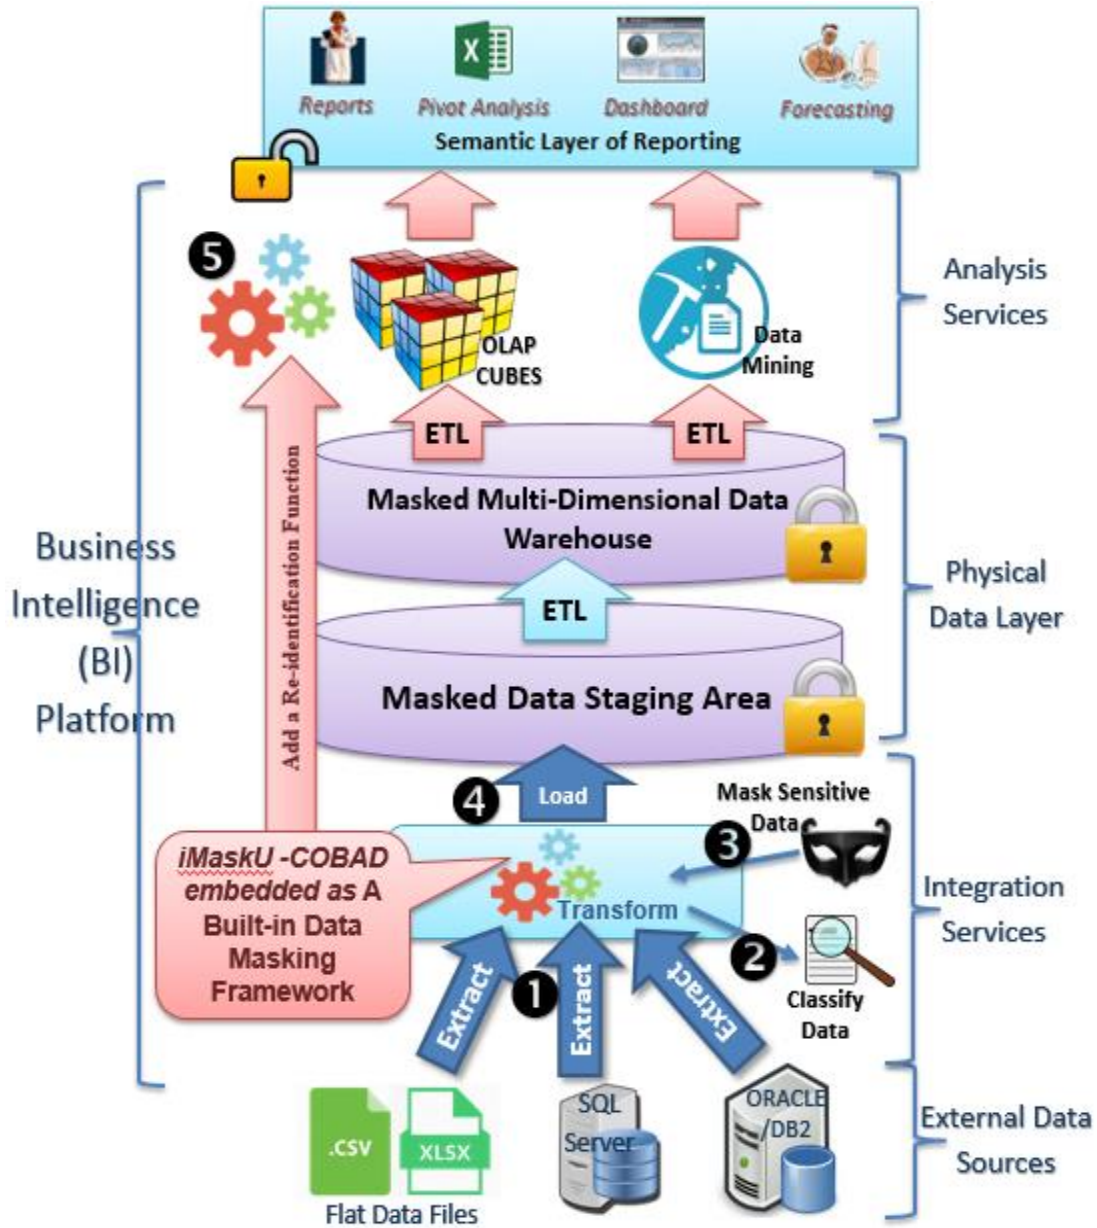 Reports
Pivot Analysis
Dashboard
Forecasting
Semantic Layer of Reporting
5
OLAP
CUBES
Data
Mining
Analysis
Services
ETL
ETL
Masked Multi-Dimensional Data
Warehouse
Add a Re-identification Function
Business
Intelligence
(BI)
Platform
Physical
Data Layer
ETL
Masked Data Staging Area
4
Load
Mask Sensitive
Data
3
iMaskU -COBAD
embedded as A
Built-in Data
Masking
Framework
Transform
2
Classify
Data
Integration
Services
1
Extract
Extract
Extract
.CSV
XLSX
Flat Data Files
SQL
Server
ORACLE
/DB2
External Data
Sources
X